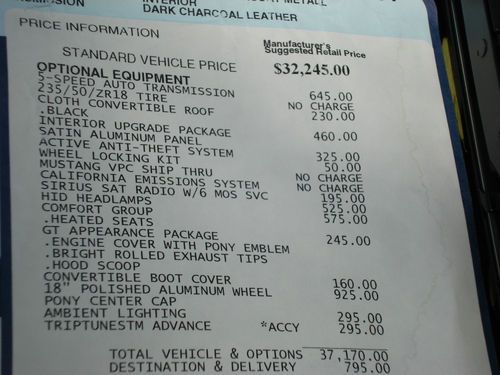 INTERIOR
DARK CHARCOAL LEATHER
PRICE INFORMATION
Manufacturer's
Suggested Retail Price
STANDARD VEHICLE PRICE $32,245.00
OPTIONAL EQUIPMENT
5-SPEED AUTO TRANSMISSION 645.00
235/50/ZR18 TIRE NO CHARGE
CLOTH CONVERTIBLE ROOF 230.00
.BLACK
INTERIOR UPGRADE PACKAGE 460.00
SATIN ALUMINUM PANEL
ACTIVE ANTI-THEFT SYSTEM 325.00
WHEEL LOCKING KIT 50.00
MUSTANG VPC SHIP THRU NO CHARGE
CALIFORNIA EMISSIONS SYSTEM NO CHARGE
SIRIUS SAT RADIO W/6 MOS SVC 195.00
HID HEADLAMPS 525.00
COMFORT GROUP 575.00
.HEATED SEATS
GT APPEARANCE PACKAGE 245.00
.ENGINE COVER WITH PONY EMBLEM
.BRIGHT ROLLED EXHAUST TIPS
.HOOD SCOOP
CONVERTIBLE BOOT COVER 160.00
18" POLISHED ALUMINUM WHEEL 925.00
PONY CENTER CAP
AMBIENT LIGHTING 295.00
TRIPTUNESTM ADVANCE *ACCY 295.00
TOTAL VEHICLE & OPTIONS 37,170.00
DESTINATION & DELIVERY 795.00